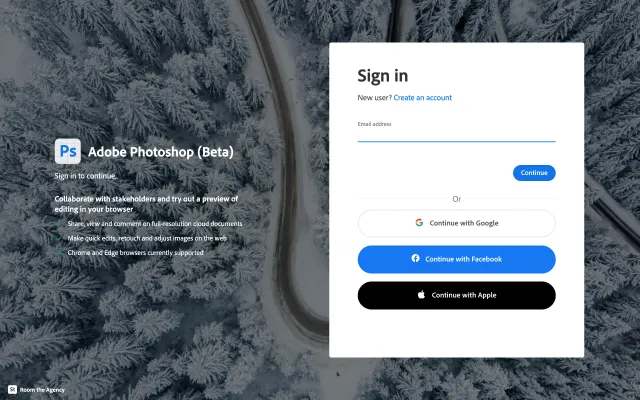 Ps Adobe Photoshop (Beta)
Sign in to continue.
Collaborate with stakeholders and try out a preview of
editing in your browser
Share, view and comment on full-resolution cloud documents
Make quick edits, retouch and adjust images on the web
Chrome and Edge browsers currently supported
Room the Agency
Sign in
New user? Create an account
Email address
Continue
Or
Continue with Google
Continue with Facebook
Continue with Apple